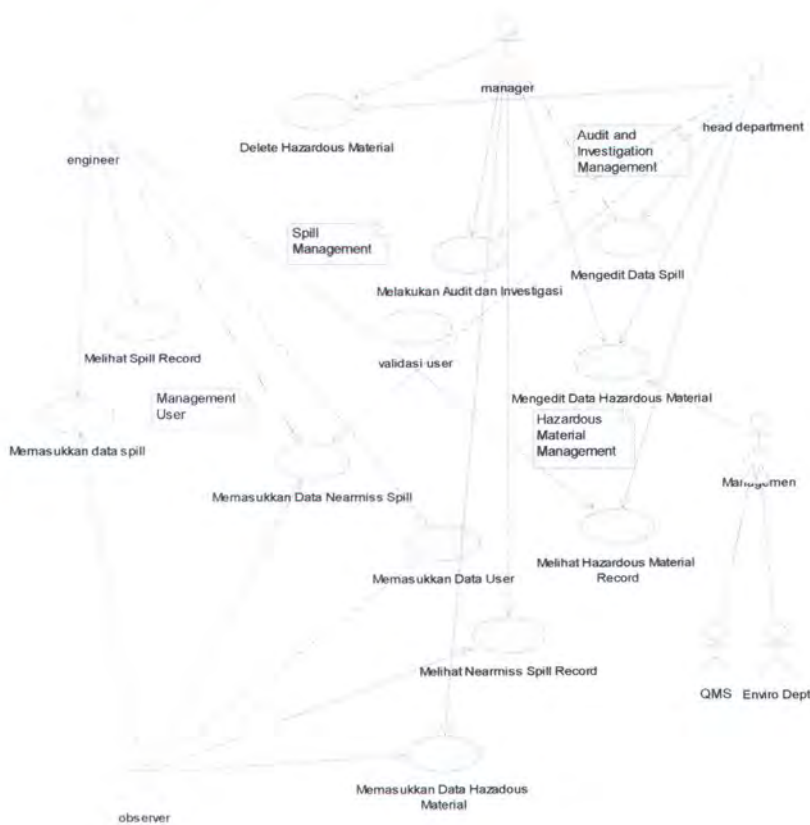 manager
head department
Audit and
Investigation
Management
Delete Hazardous Material
engineer
Spill
Management
Mengedit Data Spill
Melakukan Audit dan Investigasi
Melihat Spill Record
validasi user
Management
User
Mengedit Data Hazardous Material
Hazardous
Material
Management
Memasukkan data spill
Managemen
Memasukkan Data Nearmiss Spill
Melihat Hazardous Material
Record
Memasukkan Data User
Melihat Nearmiss Spill Record
QMS
Enviro Dept
Memasukkan Data Hazadous
Material
observer